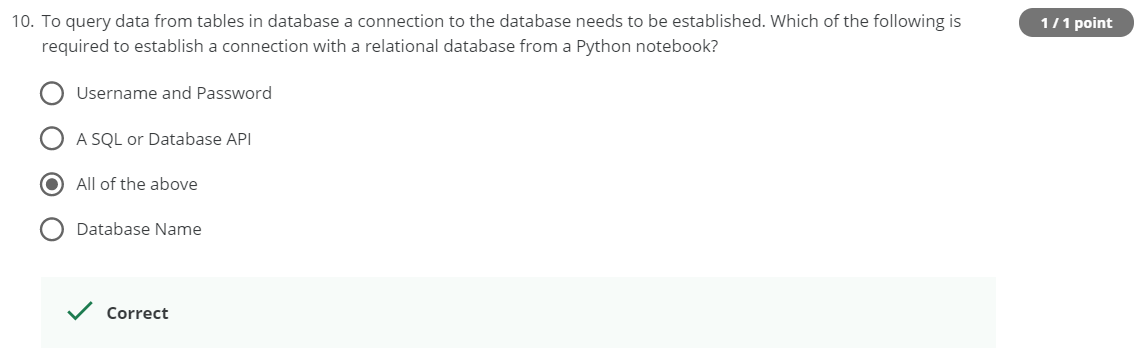 10. To query data from tables in database a connection to the database needs to be established. Which of the following is
1 / 1 point
required to establish a connection with a relational database from a Python notebook?
Username and Password
A SQL or Database API
All of the above
Database Name
Correct